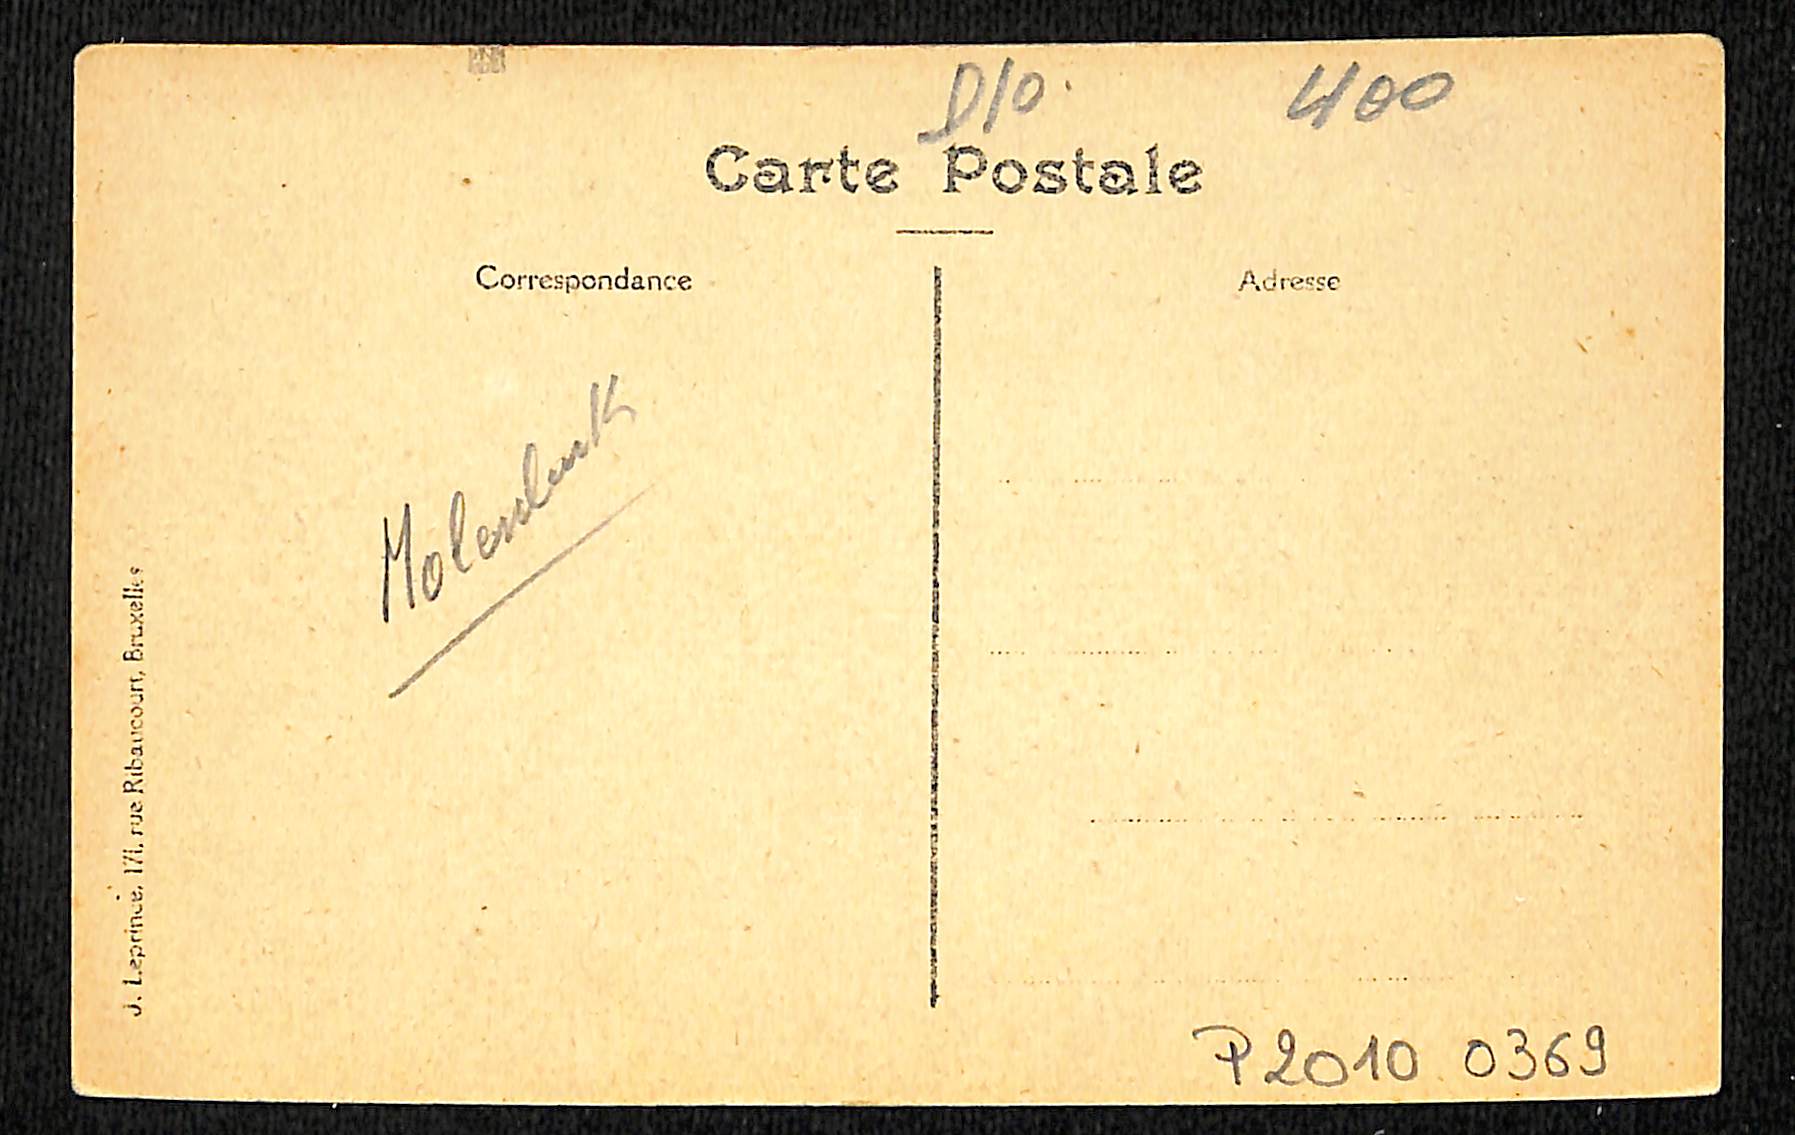 D10.
400
Carte Postale
Correspondance
Adresse
Molenbeek
J. Leprince, 171, rue Ribaucourt, Bruxelles
P2010 0369